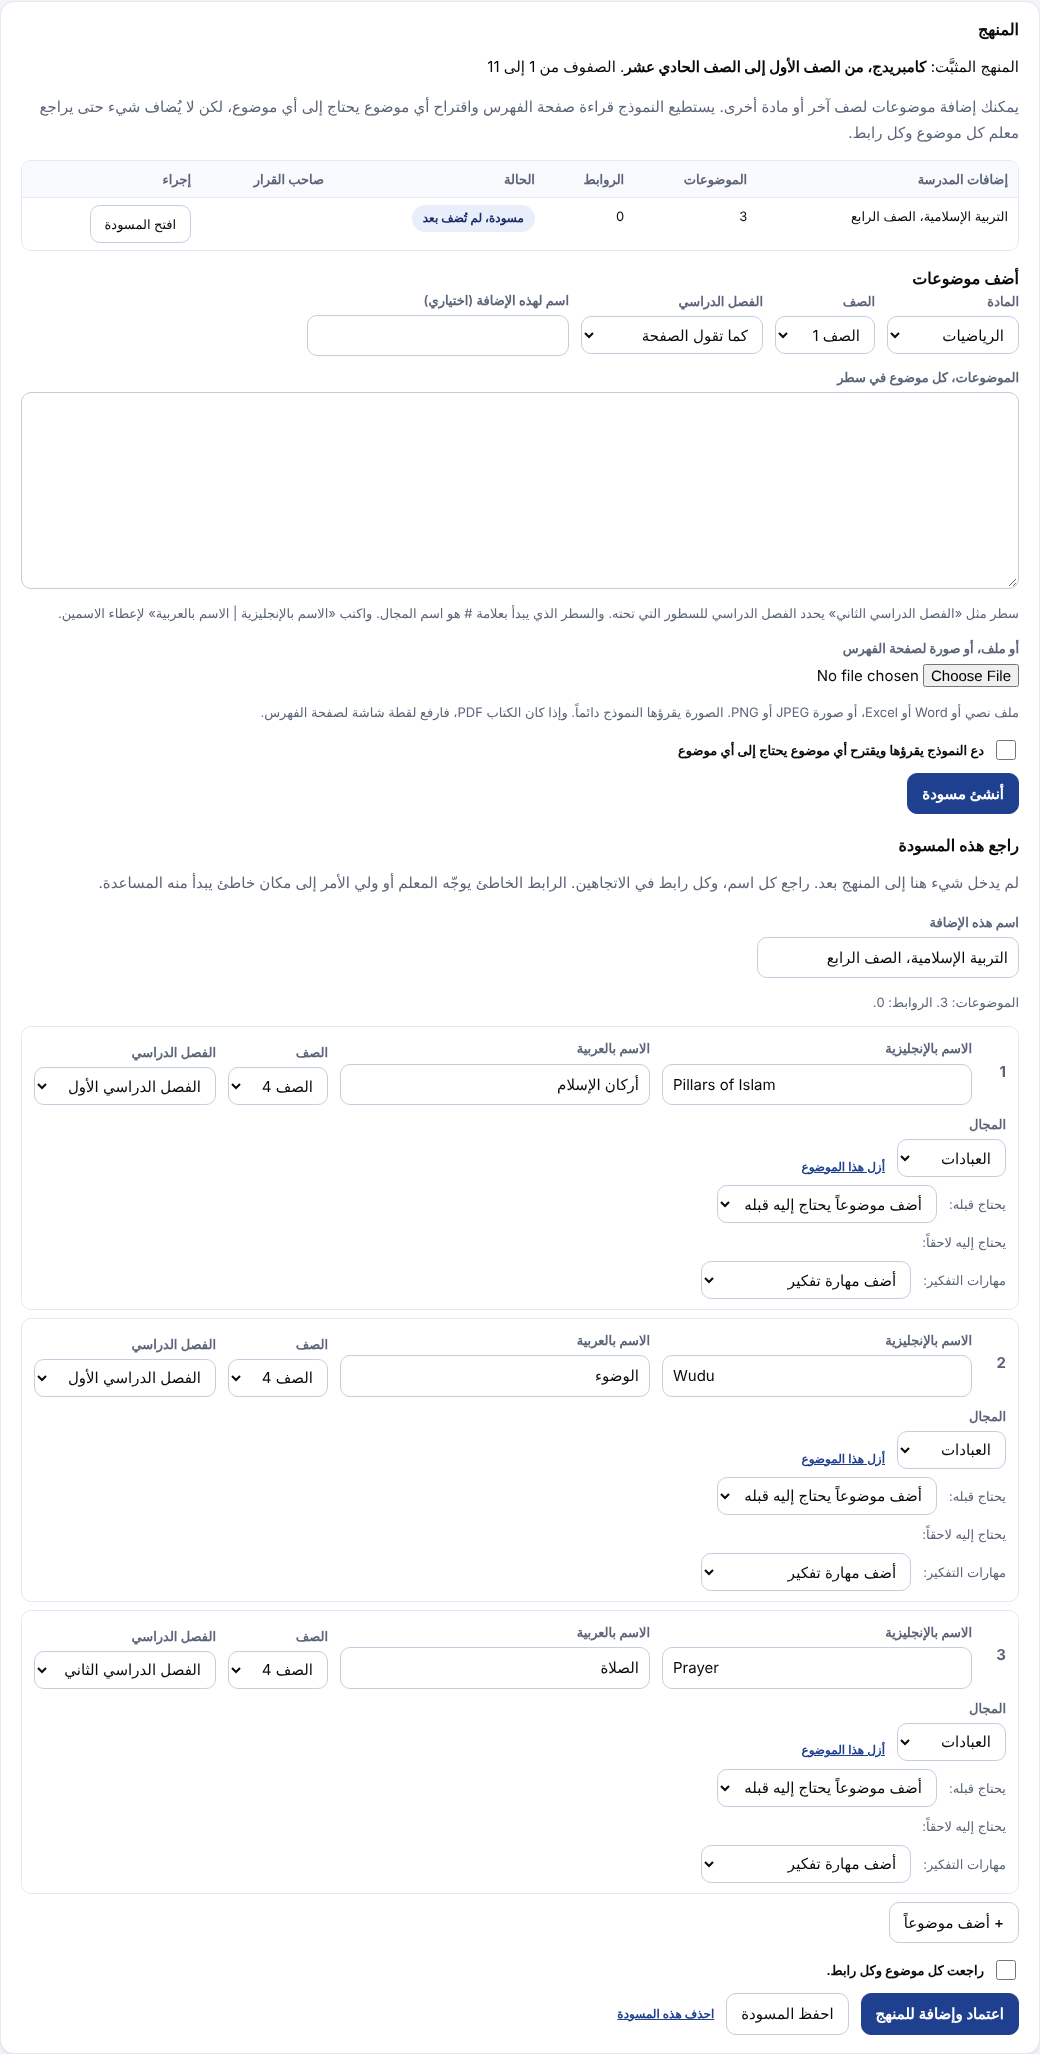 المنهج
المنهج المثبَّت: كامبريدج، من الصف الأول إلى الصف الحادي عشر. الصفوف من 1 إلى 11
يمكنك إضافة موضوعات لصف آخر أو مادة أخرى. يستطيع النموذج قراءة صفحة الفهرس واقتراح أي موضوع يحتاج إلى أي موضوع، لكن لا يُضاف شيء حتى يراجع
معلم كل موضوع وكل رابط.
إضافات المدرسة الموضوعات الروابط الحالة صاحب القرار إجراء
التربية الإسلامية، الصف الرابع 3 0 مسودة، لم تُضف بعد افتح المسودة
أضف موضوعات
المادة الصف الفصل الدراسي اسم لهذه الإضافة (اختياري)
الرياضيات الصف 1 كما تقول الصفحة
الموضوعات، كل موضوع في سطر
سطر مثل «الفصل الدراسي الثاني» يحدد الفصل الدراسي للسطور التي تحته. والسطر الذي يبدأ بعلامة # هو اسم المجال. واكتب «الاسم بالإنجليزية | الاسم بالعربية» لإعطاء الاسمين.
أو ملف، أو صورة لصفحة الفهرس
Choose File No file chosen
ملف نصي أو Word أو Excel، أو صورة JPEG أو PNG. الصورة يقرؤها النموذج دائماً. وإذا كان الكتاب PDF، فارفع لقطة شاشة لصفحة الفهرس.
دع النموذج يقرؤها ويقترح أي موضوع يحتاج إلى أي موضوع
أنشئ مسودة
راجع هذه المسودة
لم يدخل شيء هنا إلى المنهج بعد. راجع كل اسم، وكل رابط في الاتجاهين. الرابط الخاطئ يوجّه المعلم أو ولي الأمر إلى مكان خاطئ يبدأ منه المساعدة.
اسم هذه الإضافة
التربية الإسلامية، الصف الرابع
الموضوعات: 3. الروابط: 0.
الاسم بالإنجليزية الاسم بالعربية الصف الفصل الدراسي
1 Pillars of Islam أركان الإسلام الصف 4 الفصل الدراسي الأول
المجال
العبادات أزل هذا الموضوع
يحتاج قبله: أضف موضوعاً يحتاج إليه قبله
يحتاج إليه لاحقاً:
مهارات التفكير: أضف مهارة تفكير
الاسم بالإنجليزية الاسم بالعربية الصف الفصل الدراسي
2 Wudu الوضوء الصف 4 الفصل الدراسي الأول
المجال
العبادات أزل هذا الموضوع
يحتاج قبله: أضف موضوعاً يحتاج إليه قبله
يحتاج إليه لاحقاً:
مهارات التفكير: أضف مهارة تفكير
الاسم بالإنجليزية الاسم بالعربية الصف الفصل الدراسي
3 Prayer الصلاة الصف 4 الفصل الدراسي الثاني
المجال
العبادات أزل هذا الموضوع
يحتاج قبله: أضف موضوعاً يحتاج إليه قبله
يحتاج إليه لاحقاً:
مهارات التفكير: أضف مهارة تفكير
+ أضف موضوعاً
راجعت كل موضوع وكل رابط.
اعتماد وإضافة للمنهج احفظ المسودة احذف هذه المسودة